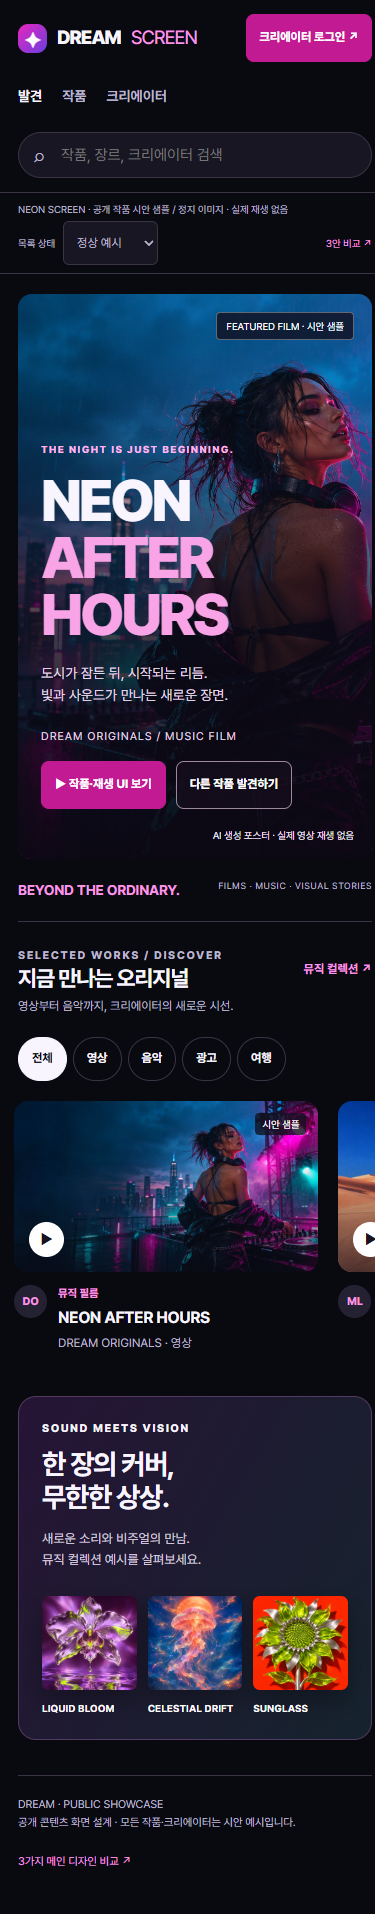 DREAM SCREEN
크리에이터 로그인 ↗
발견 작품 크리에이터
작품, 장르, 크리에이터 검색
NEON SCREEN · 공개 작품 시안 샘플 / 정지 이미지 · 실제 재생 없음
목록 상태 정상 예시 3안 비교 ↗
FEATURED FILM · 시안 샘플
THE NIGHT IS JUST BEGINNING.
NEON
AFTER
HOURS
도시가 잠든 뒤, 시작되는 리듬.
빛과 사운드가 만나는 새로운 장면.
DREAM ORIGINALS / MUSIC FILM
▶ 작품·재생 UI 보기
다른 작품 발견하기
AI 생성 포스터 · 실제 영상 재생 없음
BEYOND THE ORDINARY.
FILMS · MUSIC · VISUAL STORIES
SELECTED WORKS / DISCOVER
지금 만나는 오리지널
뮤직 컬렉션 ↗
영상부터 음악까지, 크리에이터의 새로운 시선.
전체 영상 음악 광고 여행
시안 샘플
DO
뮤직 필름
NEON AFTER HOURS
DREAM ORIGINALS · 영상
ML
SOUND MEETS VISION
한 장의 커버,
무한한 상상.
새로운 소리와 비주얼의 만남.
뮤직 컬렉션 예시를 살펴보세요.
LIQUID BLOOM CELESTIAL DRIFT SUNGLASS
DREAM · PUBLIC SHOWCASE
공개 콘텐츠 화면 설계 · 모든 작품·크리에이터는 시안 예시입니다.
3가지 메인 디자인 비교 ↗